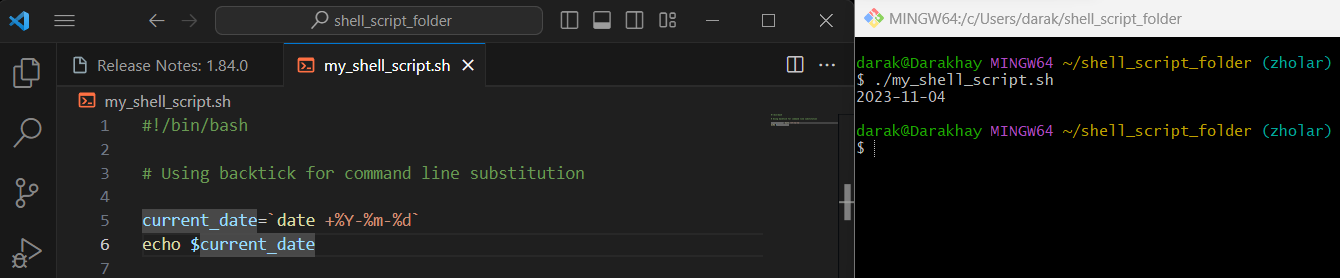 shell_script_folder
Release Notes: 1.84.0
my_shell_script.sh
my_shell_script.sh
1 #!/bin/bash
2
3 # Using backtick for command line substitution
4
5 current_date=`date +%Y-%m-%d`
6 echo $current_date
7
MINGW64:/c/Users/darak/shell_script_folder
darak@Darakhay MINGW64 ~/shell_script_folder (zholar)
$ ./my_shell_script.sh
2023-11-04
darak@Darakhay MINGW64 ~/shell_script_folder (zholar)
$